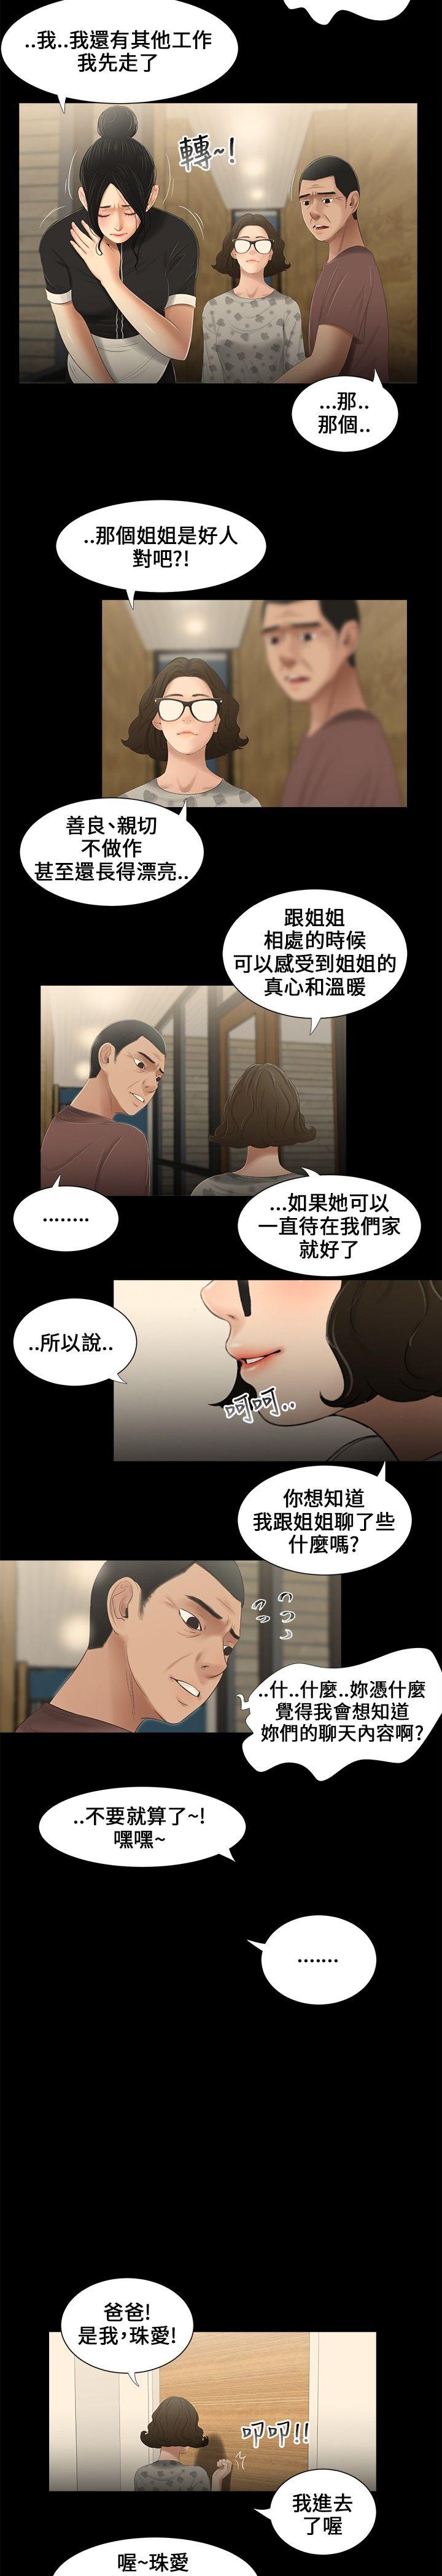 ..我..我還有其他工作
我先走了
轉~!
...那..
那個..
..那個姐姐是好人
對吧?!
善良、親切
不做作
甚至還長得漂亮..
跟姐姐
相處的時候
可以感受到姐姐的
真心和溫暖
........
...如果她可以
一直待在我們家
就好了
..所以說..
呵呵..
你想知道
我跟姐姐聊了些
什麼嗎?
..什..什麼..妳憑什麼
覺得我會想知道
妳們的聊天內容啊?
..不要就算了~!
嘿嘿~
.......
爸爸!
是我,珠愛!
叩叩!!
我進去
了喔
喔~珠愛